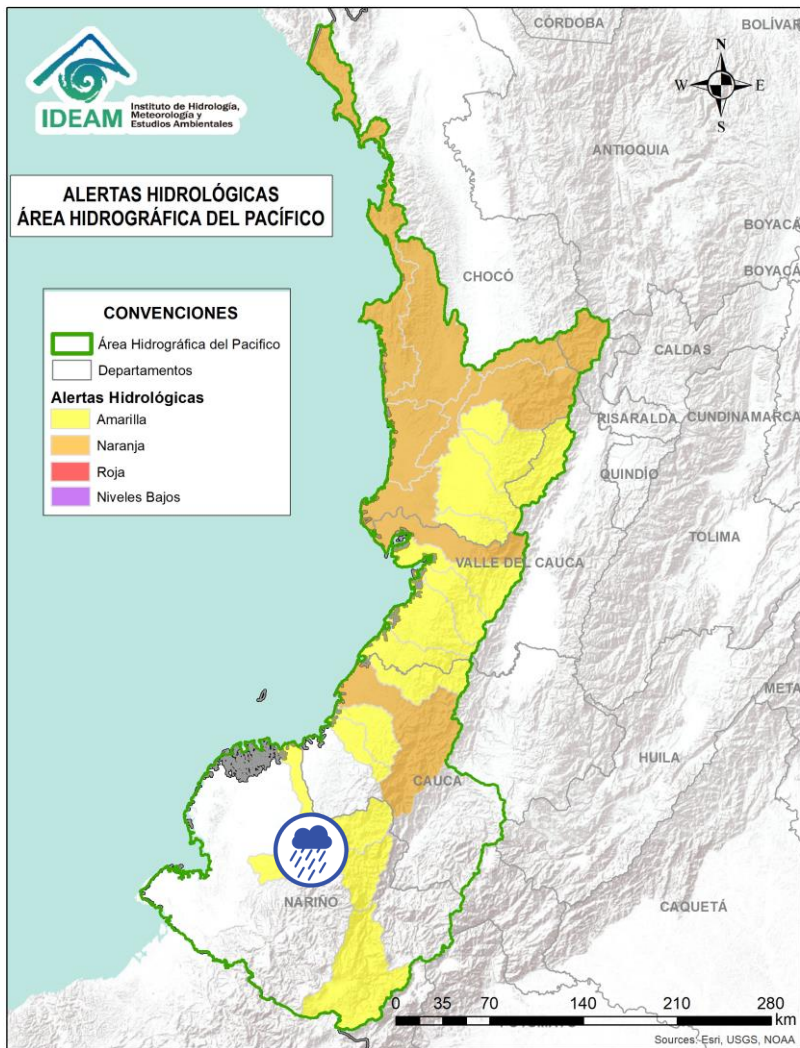 IDEAM
Instituto de Hidrología,
Meteorología y
Estudios Ambientales
ALERTAS HIDROLÓGICAS
ÁREA HIDROGRÁFICA DEL PACÍFICO
CONVENCIONES
Área Hidrográfica del Pacifico
Departamentos
Alertas Hidrológicas
Amarilla
Naranja
Roja
Niveles Bajos
N
W
E
S
CÓRDOBA
BOLÍVAR
ANTIOQUIA
BOYACÁ
BOYACÁ
CHOCÓ
CALDAS
RISARALDA
CUNDINAMARCA
QUINDÍO
TOLIMA
VALLE DEL CAUCA
META
HUILA
CAUCA
NARIÑO
CAQUETÁ
0 35 70 140 210 280
km
Sources: Esri, USGS, NOAA